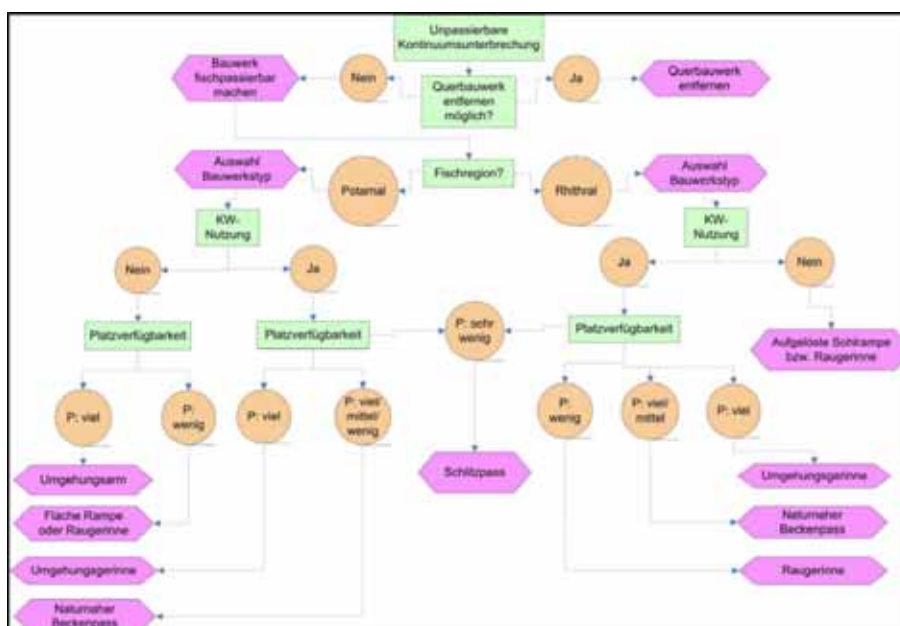 Unpassierbare
Kontinuumsunterbrechung
Bauwerk
fischpassierbar
machen
Nein
Querbauwerk
entfernen
möglich?
Ja
Querbauwerk
entfernen
Auswahl
Bauwerkstyp
Potamal
Fischregion?
Rhithral
Auswahl
Bauwerkstyp
KW-
Nutzung
KW-
Nutzung
Nein
Ja
Ja
Nein
Platzverfügbarkeit
Platzverfügbarkeit
P: sehr
wenig
Platzverfügbarkeit
Aufgelöste Sohlrampe
bzw. Raugerinne
P: viel
P:
wenig
P: viel
P: viel/
mittel/
wenig
P:
wenig
P: viel/
mittel
P: viel
Umgehungsarm
Schlitzpass
Umgehungsgerinne
Flache Rampe
oder Raugerinne
Naturnaher
Beckenpass
Umgehungsgerinne
Raugerinne
Naturnaher
Beckenpass